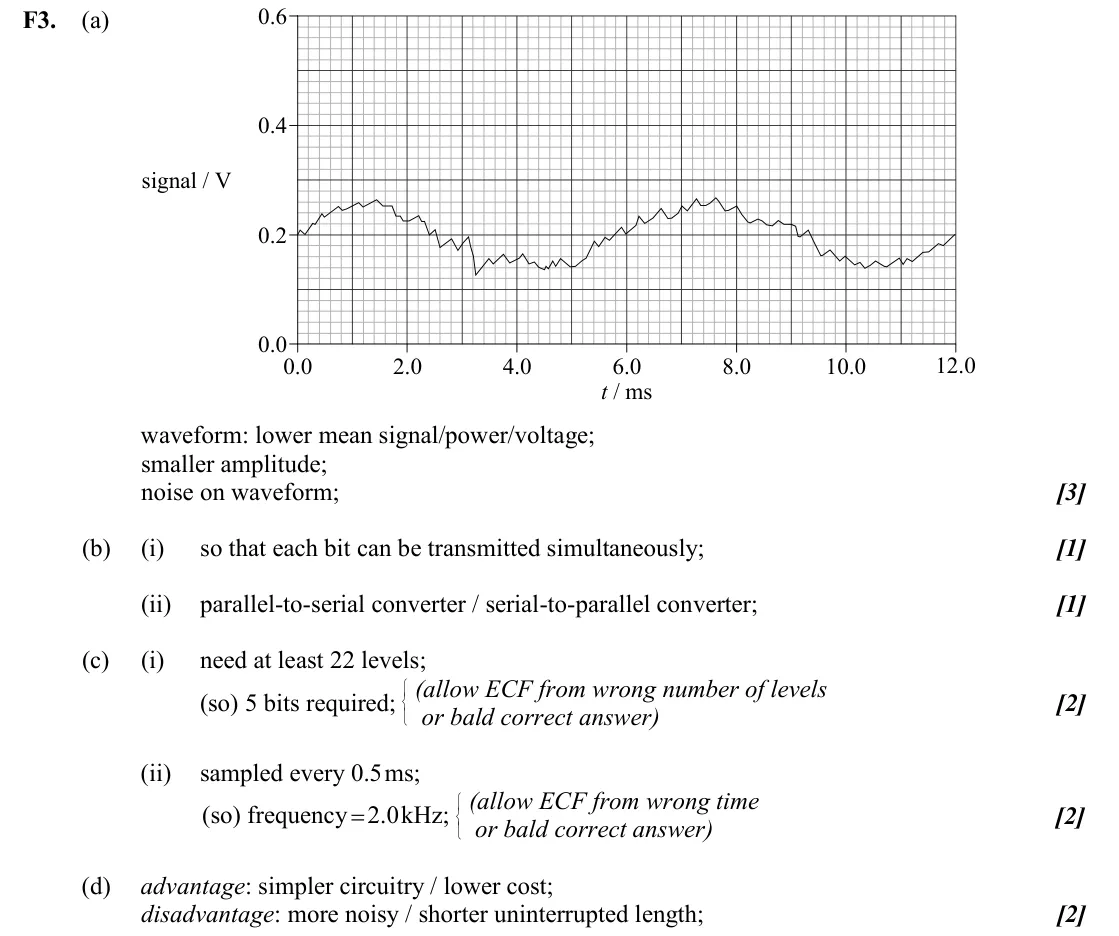 F3. (a)
0.6
0.4
signal / V
0.2
0.0
0.0 2.0 4.0 6.0 8.0 10.0 12.0
t / ms
waveform: lower mean signal/power/voltage;
smaller amplitude;
noise on waveform; [3]
(b) (i) so that each bit can be transmitted simultaneously; [1]
(ii) parallel-to-serial converter / serial-to-parallel converter; [1]
(c) (i) need at least 22 levels;
(so) 5 bits required; { (allow ECF from wrong number of levels
or bald correct answer) [2]
(ii) sampled every 0.5 ms;
(so) frequency = 2.0 kHz; { (allow ECF from wrong time
or bald correct answer) [2]
(d) advantage: simpler circuitry / lower cost;
disadvantage: more noisy / shorter uninterrupted length; [2]